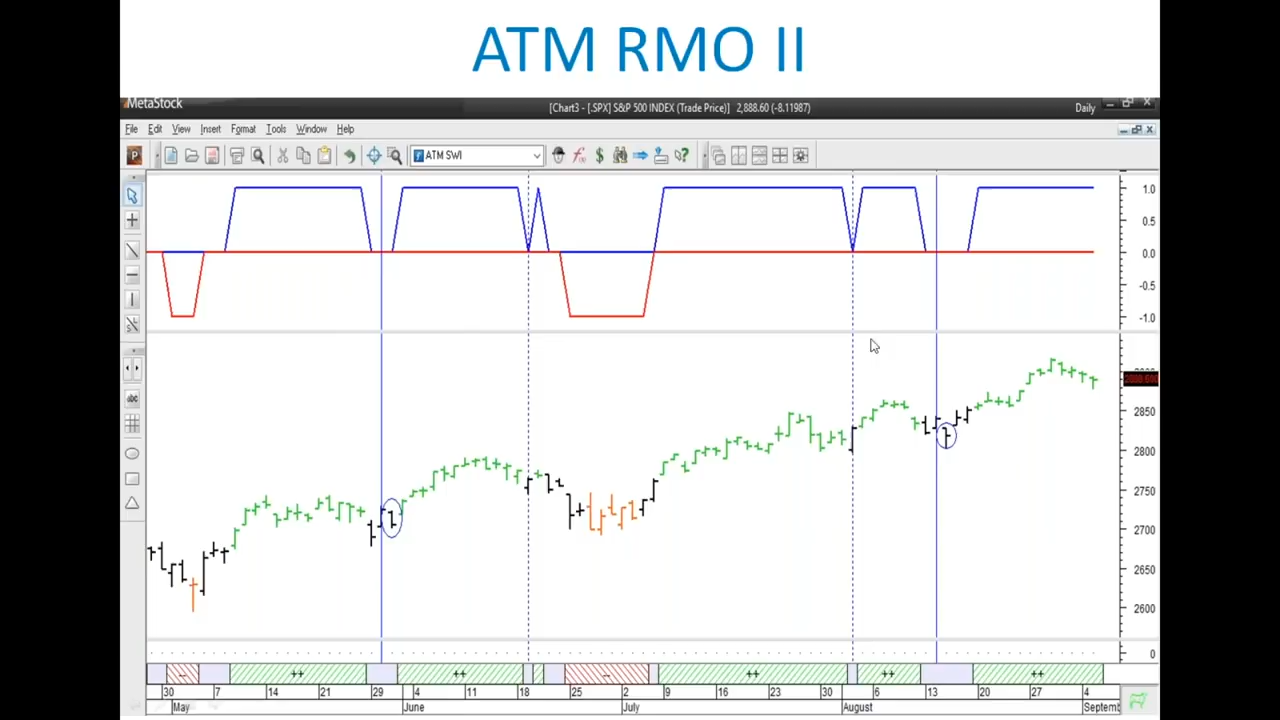 ATM RMO II
MetaStock
[Chart3 - [.SPX] S&P 500 INDEX (Trade Price)] 2,888.60 (-8.11987)
Daily
File Edit View Insert Format Tools Window Help
P
ATM SWI
1.0
0.5
0.0
-0.5
-1.0
2850
2800
2750
2700
2650
2600
0
abc
- ++ ++ - ++ ++ ++
30 7 14 21 29 4 11 18 25 2 9 16 23 30 6 13 20 27 4
May June July August Septemb